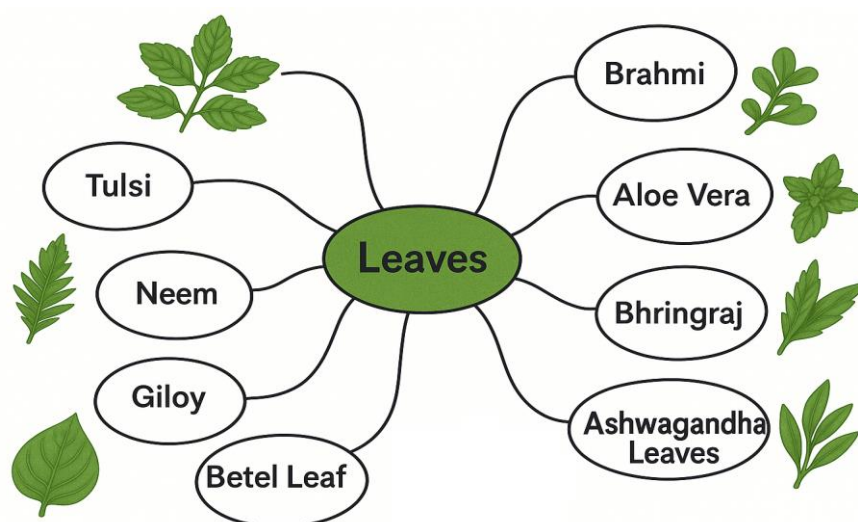 Leaves
Tulsi
Neem
Giloy
Betel Leaf
Brahmi
Aloe Vera
Bhringraj
Ashwagandha
Leaves